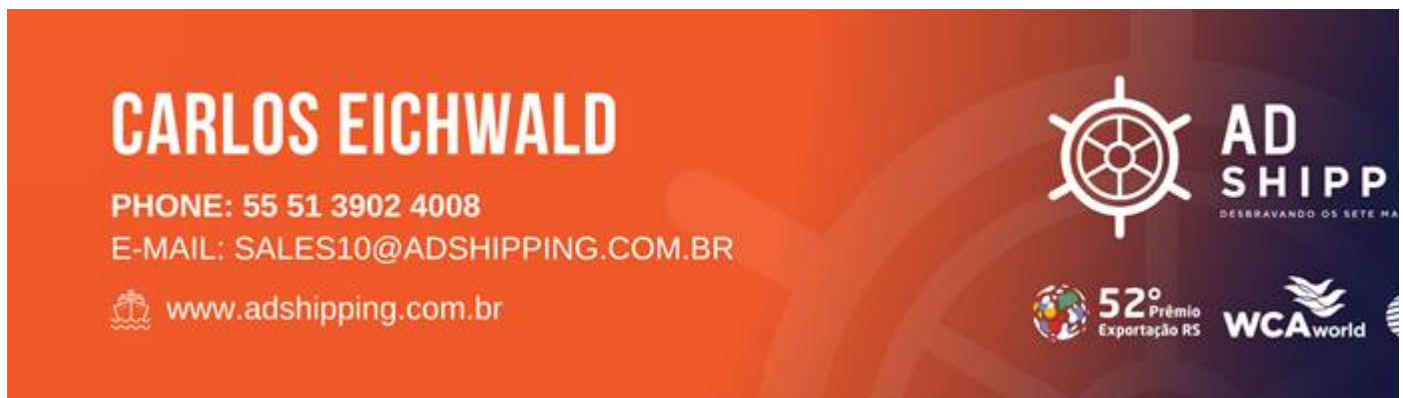 CARLOS EICHWALD
PHONE: 55 51 3902 4008
E-MAIL: SALES10@ADSHIPPING.COM.BR
www.adshipping.com.br
AD
SHIPP
DESBRAVANDO OS SETE MA
52º Prêmio
Exportação RS
WCAworld